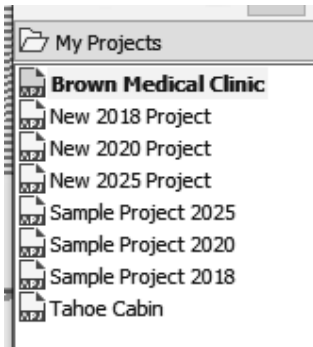 My Projects
Brown Medical Clinic
New 2018 Project
New 2020 Project
New 2025 Project
Sample Project 2025
Sample Project 2020
Sample Project 2018
Tahoe Cabin